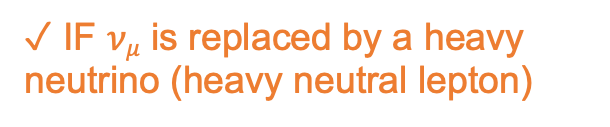 ✓ IF 𝜈𝜇 is replaced by a heavy
neutrino (heavy neutral lepton)